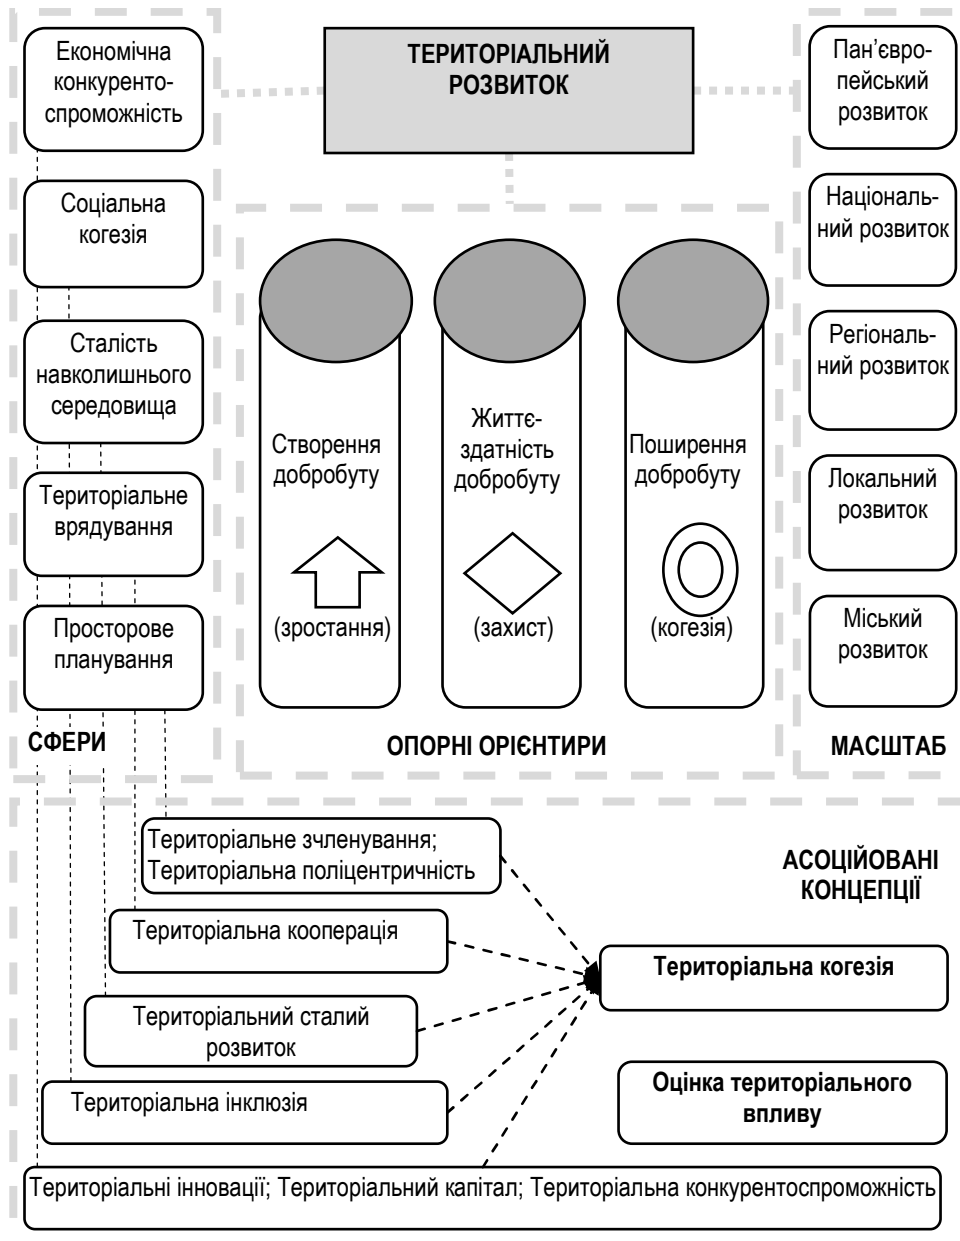 ТЕРИТОРІАЛЬНИЙ
РОЗВИТОК
Економічна
конкуренто-
спроможність
Соціальна
когезія
Сталість
навколишнього
середовища
Територіальне
врядування
Просторове
планування
СФЕРИ
Створення
добробуту
(зростання)
Життє-
здатність
добробуту
(захист)
Поширення
добробуту
(когезія)
ОПОРНІ ОРІЄНТИРИ
Пан’євро-
пейський
розвиток
Національ-
ний розвиток
Регіональ-
ний розвиток
Локальний
розвиток
Міський
розвиток
МАСШТАБ
Територіальне зчленування;
Територіальна поліцентричність
Територіальна кооперація
Територіальний сталий
розвиток
Територіальна інклюзія
Територіальні інновації; Територіальний капітал; Територіальна конкурентоспроможність
АСОЦІЙОВАНІ
КОНЦЕПЦІЇ
Територіальна когезія
Оцінка територіального
впливу